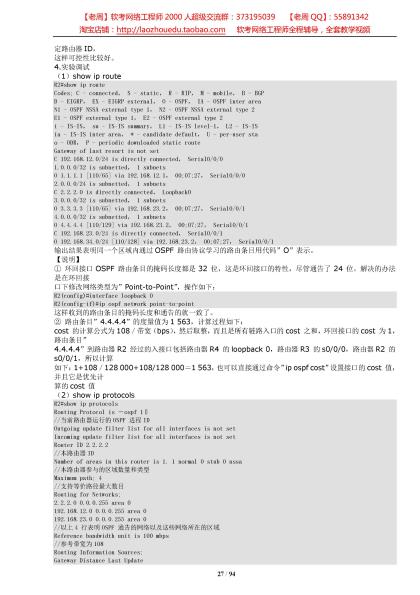 【老周】软考网络工程师 2000 人超级交流群：373195039 【老周 QQ】：55891342
淘宝店铺：http://laozhouedu.taobao.com 软考网络工程师全程辅导，全套教学视频
定路由器 ID,
这样可控性比较好。
4.实验调试
（1）show ip route
R2#show ip route
Codes: C - connected, S - static, R - RIP, M - mobile, B - BGP
D - EIGRP, EX - EIGRP external, O - OSPF, IA - OSPF inter area
N1 - OSPF NSSA external type 1, N2 - OSPF NSSA external type 2
E1 - OSPF external type 1, E2 - OSPF external type 2
i - IS-IS, su - IS-IS summary, L1 - IS-IS level-1, L2 - IS-IS
ia - IS-IS inter area, * - candidate default, U - per-user sta
o - ODR, P - periodic downloaded static route
Gateway of last resort is not set
C 192.168.12.0/24 is directly connected, Serial0/0/0
1.0.0.0/32 is subnetted, 1 subnets
O 1.1.1.1 [110/65] via 192.168.12.1, 00:07:27, Serial0/0/0
2.0.0.0/24 is subnetted, 1 subnets
C 2.2.2.0 is directly connected, Loopback0
3.0.0.0/32 is subnetted, 1 subnets
O 3.3.3.3 [110/65] via 192.168.23.2, 00:07:27, Serial0/0/1
4.0.0.0/32 is subnetted, 1 subnets
O 4.4.4.4 [110/129] via 192.168.23.2, 00:07:27, Serial0/0/1
C 192.168.23.0/24 is directly connected, Serial0/0/1
O 192.168.34.0/24 [110/128] via 192.168.23.2, 00:07:27, Serial0/0/1
输出结果表明同一个区域内通过 OSPF 路由协议学习的路由条目用代码" O"表示。
【说明】
① 环回接口 OSPF 路由条目的掩码长度都是 32 位，这是环回接口的特性，尽管通告了 24 位，解决的办法是在环回接
口下修改网络类型为" Point-to-Point"，操作如下：
R2(config)#interface loopback 0
R2(config-if)#ip ospf network point-to-point
这样收到的路由条目的掩码长度和通告的就一致了。
② 路由条目" 4.4.4.4"的度量值为 1 563，计算过程如下：
cost 的计算公式为 108/带宽（bps），然后取整，而且是所有链路入口的 cost 之和，环回接口的 cost 为 1，路由条目"
4.4.4.4"到路由器 R2 经过的入接口包括路由器 R4 的 loopback 0，路由器 R3 的 s0/0/0，路由器 R2 的 s0/0/1，所以计算
如下：1+108/128 000+108/128 000＝1 563，也可以直接通过命令" ip ospf cost"设置接口的 cost 值，并且它是优先计
算的 cost 值
（2）show ip protocols
R2#show ip protocols
Routing Protocol is －ospf 1‖
//当前路由器运行的 OSPF 进程 ID
Outgoing update filter list for all interfaces is not set
Incoming update filter list for all interfaces is not set
Router ID 2.2.2.2
//本路由器 ID
Number of areas in this router is 1. 1 normal 0 stub 0 nssa
//本路由器参与的区域数量和类型
Maximum path: 4
//支持等价路径最大数目
Routing for Networks:
2.2.2.0 0.0.0.255 area 0
192.168.12.0 0.0.0.255 area 0
192.168.23.0 0.0.0.255 area 0
//以上 4 行表明 OSPF 通告的网络以及这些网络所在的区域
Reference bandwidth unit is 100 mbps
//参考带宽为 108
Routing Information Sources:
Gateway Distance Last Update
27 / 94